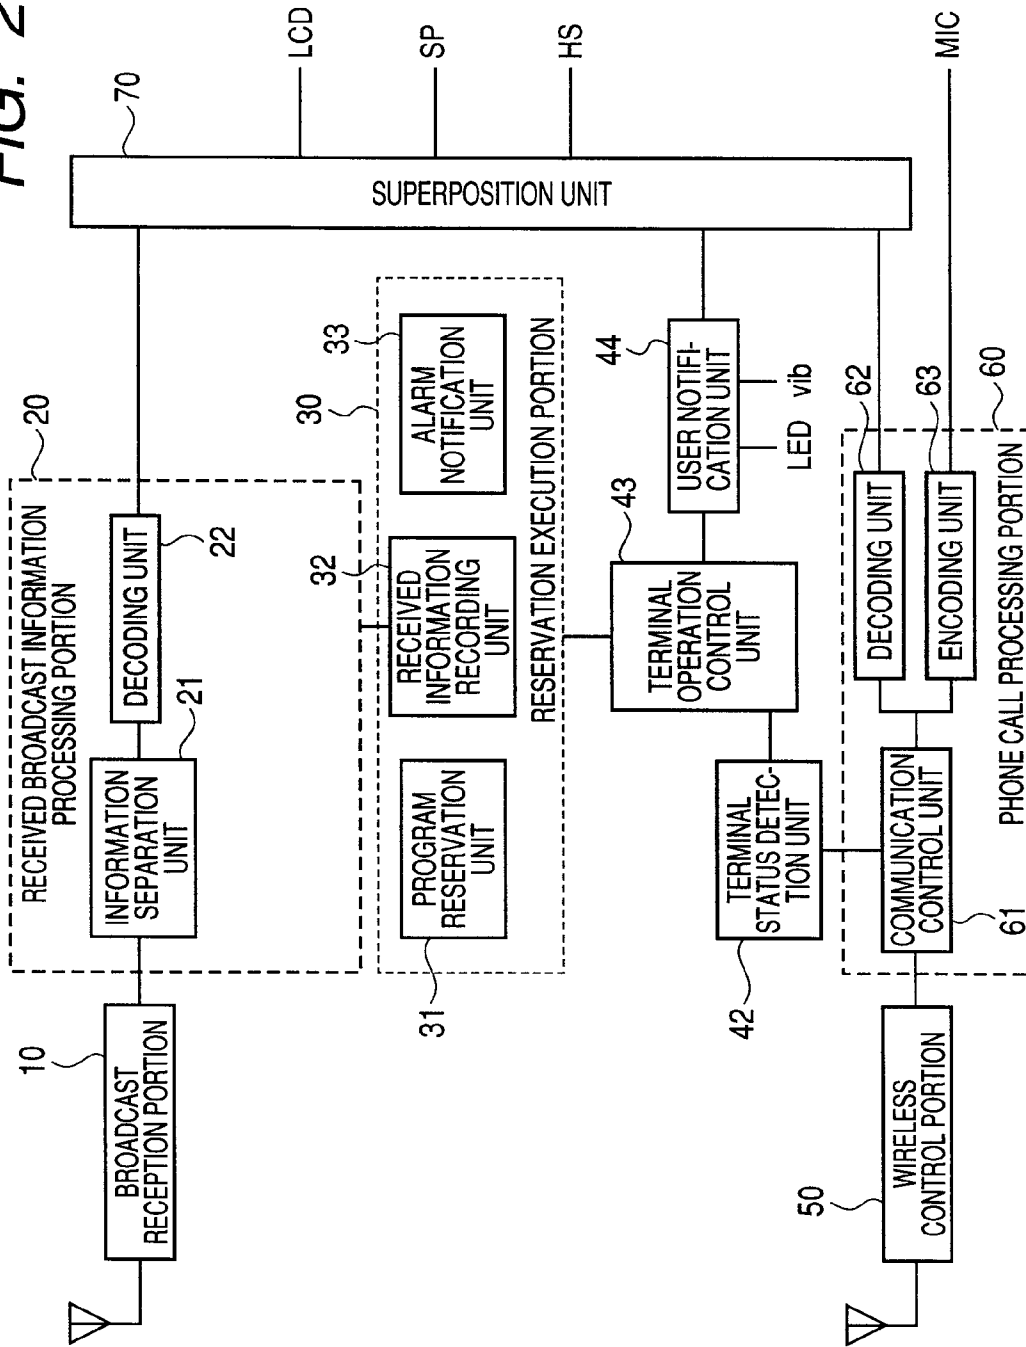 FIG. 2
70
LCD
SP
HS
MIC
SUPERPOSITION UNIT
20
RECEIVED BROADCAST INFORMATION
PROCESSING PORTION
DECODING UNIT
22
INFORMATION
SEPARATION
UNIT
21
10
BROADCAST
RECEPTION PORTION
30
33
ALARM
NOTIFICATION
UNIT
32
RECEIVED
INFORMATION
RECORDING
UNIT
PROGRAM
RESERVATION
UNIT
31
RESERVATION EXECUTION PORTION
43
TERMINAL
OPERATION
CONTROL
UNIT
44
USER NOTIFI-
CATION UNIT
LED
vib
TERMINAL
STATUS DETEC-
TION UNIT
42
60
62
DECODING UNIT
63
ENCODING UNIT
COMMUNICATION
CONTROL UNIT
61
PHONE CALL PROCESSING PORTION
50
WIRELESS
CONTROL PORTION